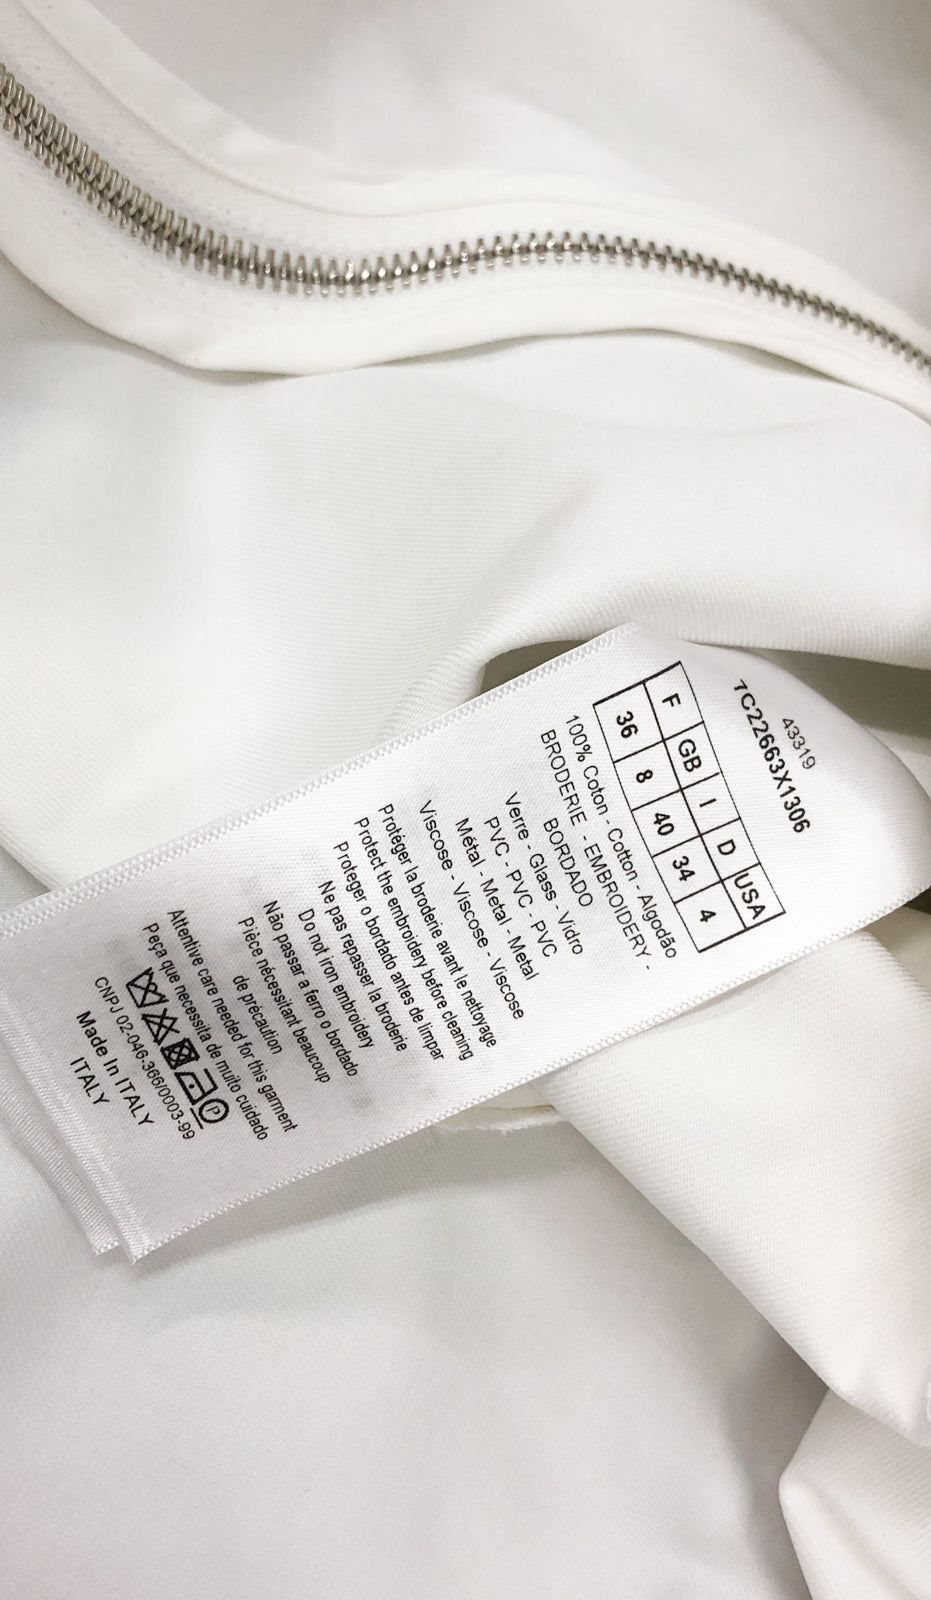 43319
1C22663X1306
F GB I D USA
36 8 40 34 4
100% Coton - Cotton - Algodão
BRODERIE - EMBROIDERY -
BORDADO
Verre - Glass - Vidro
PVC - PVC - PVC
Métal - Metal - Metal
Viscose - Viscose - Viscose
Protéger la broderie avant le nettoyage
Protect the embroidery before cleaning
Proteger o bordado antes de limpar
Ne pas repasser la broderie
Do not iron embroidery
Não passar a ferro o bordado
Pièce nécessitant beaucoup
de précaution
Attentive care needed for this garment
Peça que necessita de muito cuidado
P
CNPJ 02-046-366/0003-99
Made In ITALY
ITALY